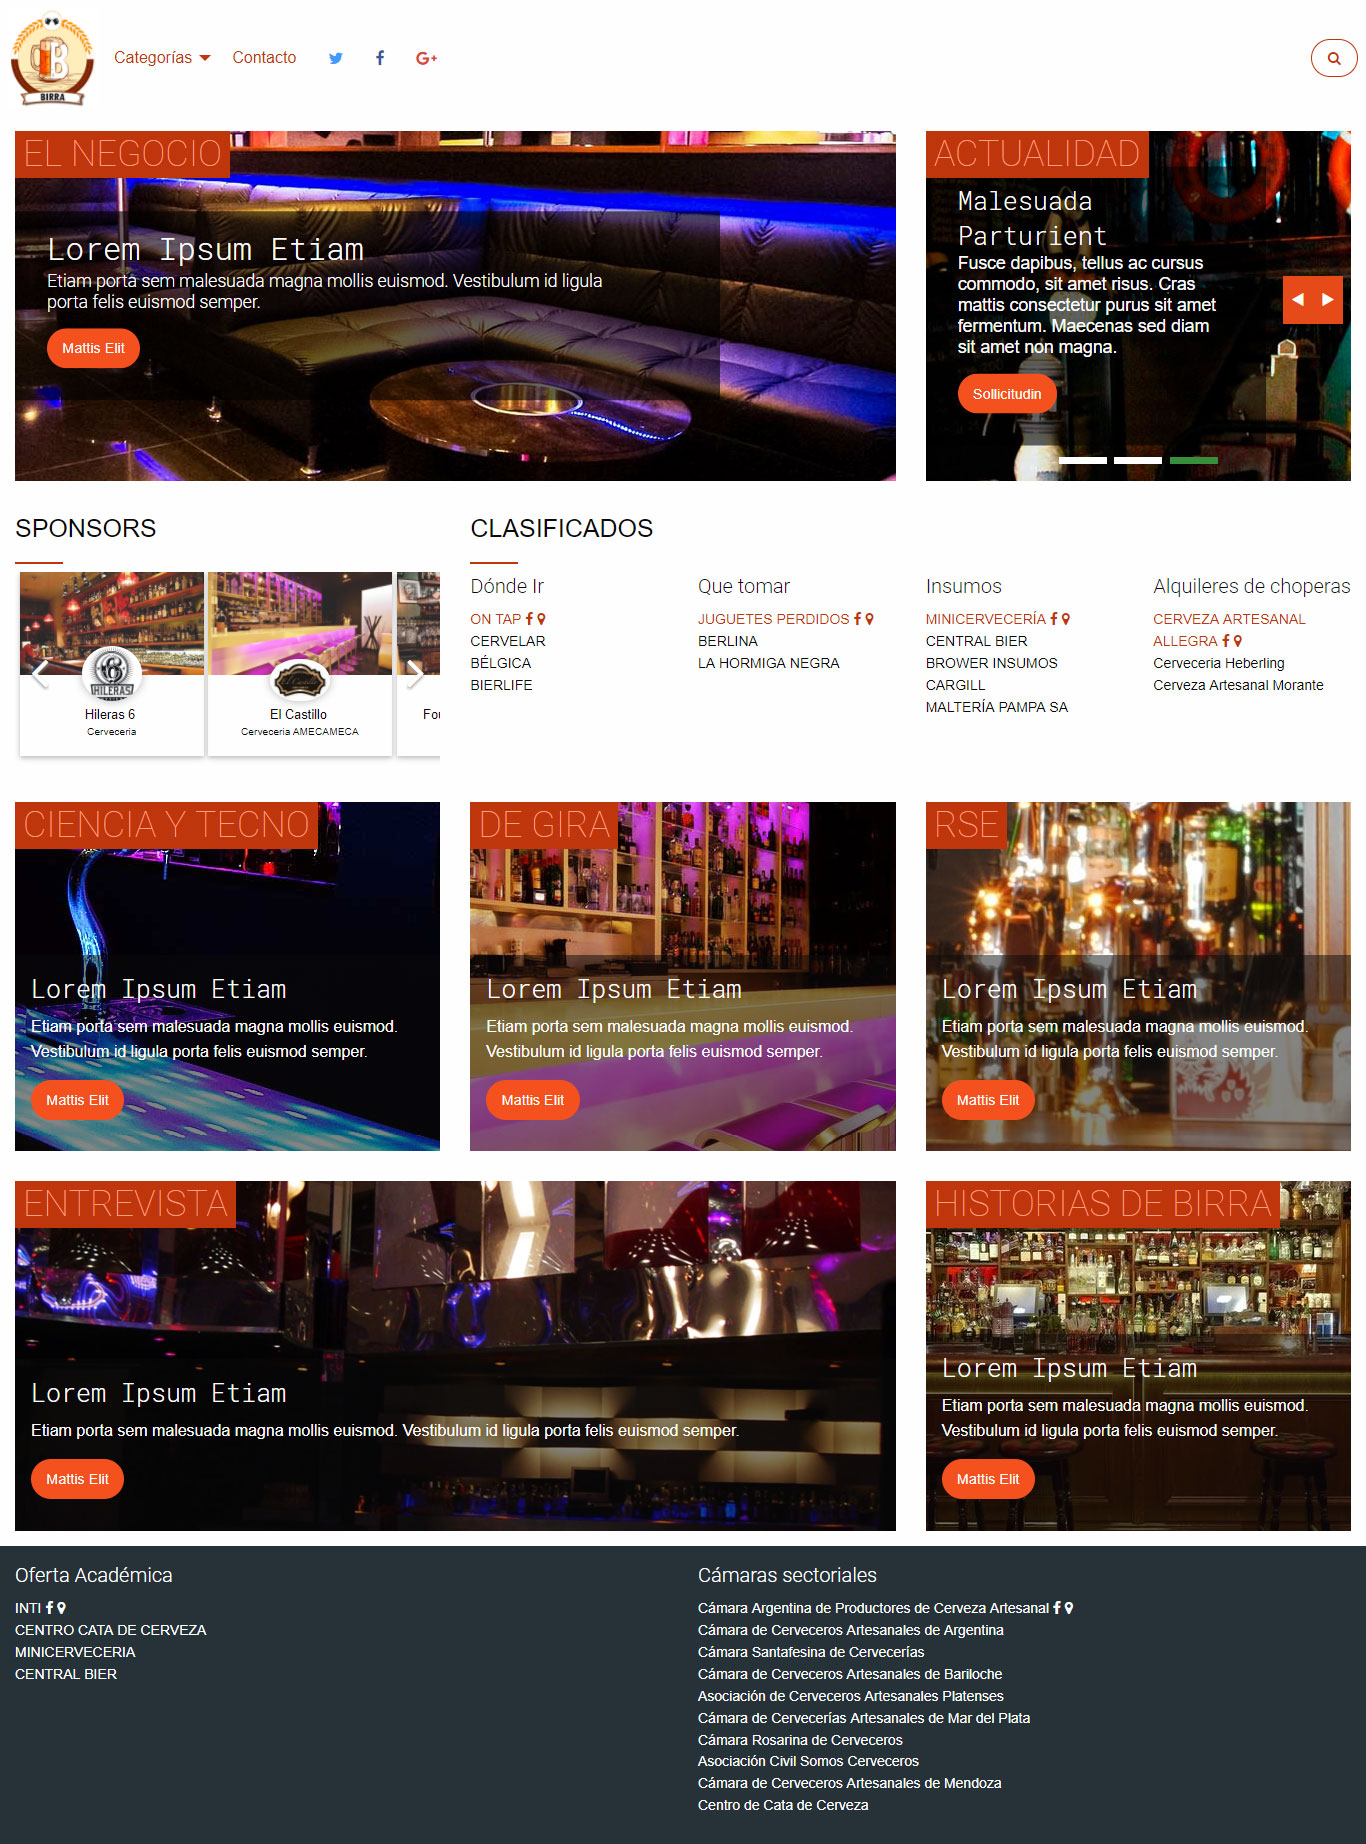 BIRRA
Categorías
Contacto
EL NEGOCIO
Lorem Ipsum Etiam
Etiam porta sem malesuada magna mollis euismod. Vestibulum id ligula
porta felis euismod semper.
Mattis Elit
ACTUALIDAD
Malesuada
Parturient
Fusce dapibus, tellus ac cursus
commodo, sit amet risus. Cras
mattis consectetur purus sit amet
fermentum. Maecenas sed diam
sit amet non magna.
Sollicitudin
SPONSORS
HILERAS
Hileras 6
Cerveceria
El Castillo
El Castillo
Cerveceria AMECAMECA
Fou
CLASIFICADOS
Dónde Ir
ON TAP
CERVELAR
BÉLGICA
BIERLIFE
Que tomar
JUGUETES PERDIDOS
BERLINA
LA HORMIGA NEGRA
Insumos
MINICERVECERÍA
CENTRAL BIER
BROWER INSUMOS
CARGILL
MALTERÍA PAMPA SA
Alquileres de choperas
CERVEZA ARTESANAL
ALLEGRA
Cerveceria Heberling
Cerveza Artesanal Morante
CIENCIA Y TECNO
Lorem Ipsum Etiam
Etiam porta sem malesuada magna mollis euismod.
Vestibulum id ligula porta felis euismod semper.
Mattis Elit
DE GIRA
Lorem Ipsum Etiam
Etiam porta sem malesuada magna mollis euismod.
Vestibulum id ligula porta felis euismod semper.
Mattis Elit
RSE
Lorem Ipsum Etiam
Etiam porta sem malesuada magna mollis euismod.
Vestibulum id ligula porta felis euismod semper.
Mattis Elit
ENTREVISTA
Lorem Ipsum Etiam
Etiam porta sem malesuada magna mollis euismod. Vestibulum id ligula porta felis euismod semper.
Mattis Elit
HISTORIAS DE BIRRA
Lorem Ipsum Etiam
Etiam porta sem malesuada magna mollis euismod.
Vestibulum id ligula porta felis euismod semper.
Mattis Elit
Oferta Académica
INTI
CENTRO CATA DE CERVEZA
MINICERVECERIA
CENTRAL BIER
Cámaras sectoriales
Cámara Argentina de Productores de Cerveza Artesanal
Cámara de Cerveceros Artesanales de Argentina
Cámara Santafesina de Cervecerías
Cámara de Cerveceros Artesanales de Bariloche
Asociación de Cerveceros Artesanales Platenses
Cámara de Cervecerías Artesanales de Mar del Plata
Cámara Rosarina de Cerveceros
Asociación Civil Somos Cerveceros
Cámara de Cerveceros Artesanales de Mendoza
Centro de Cata de Cerveza